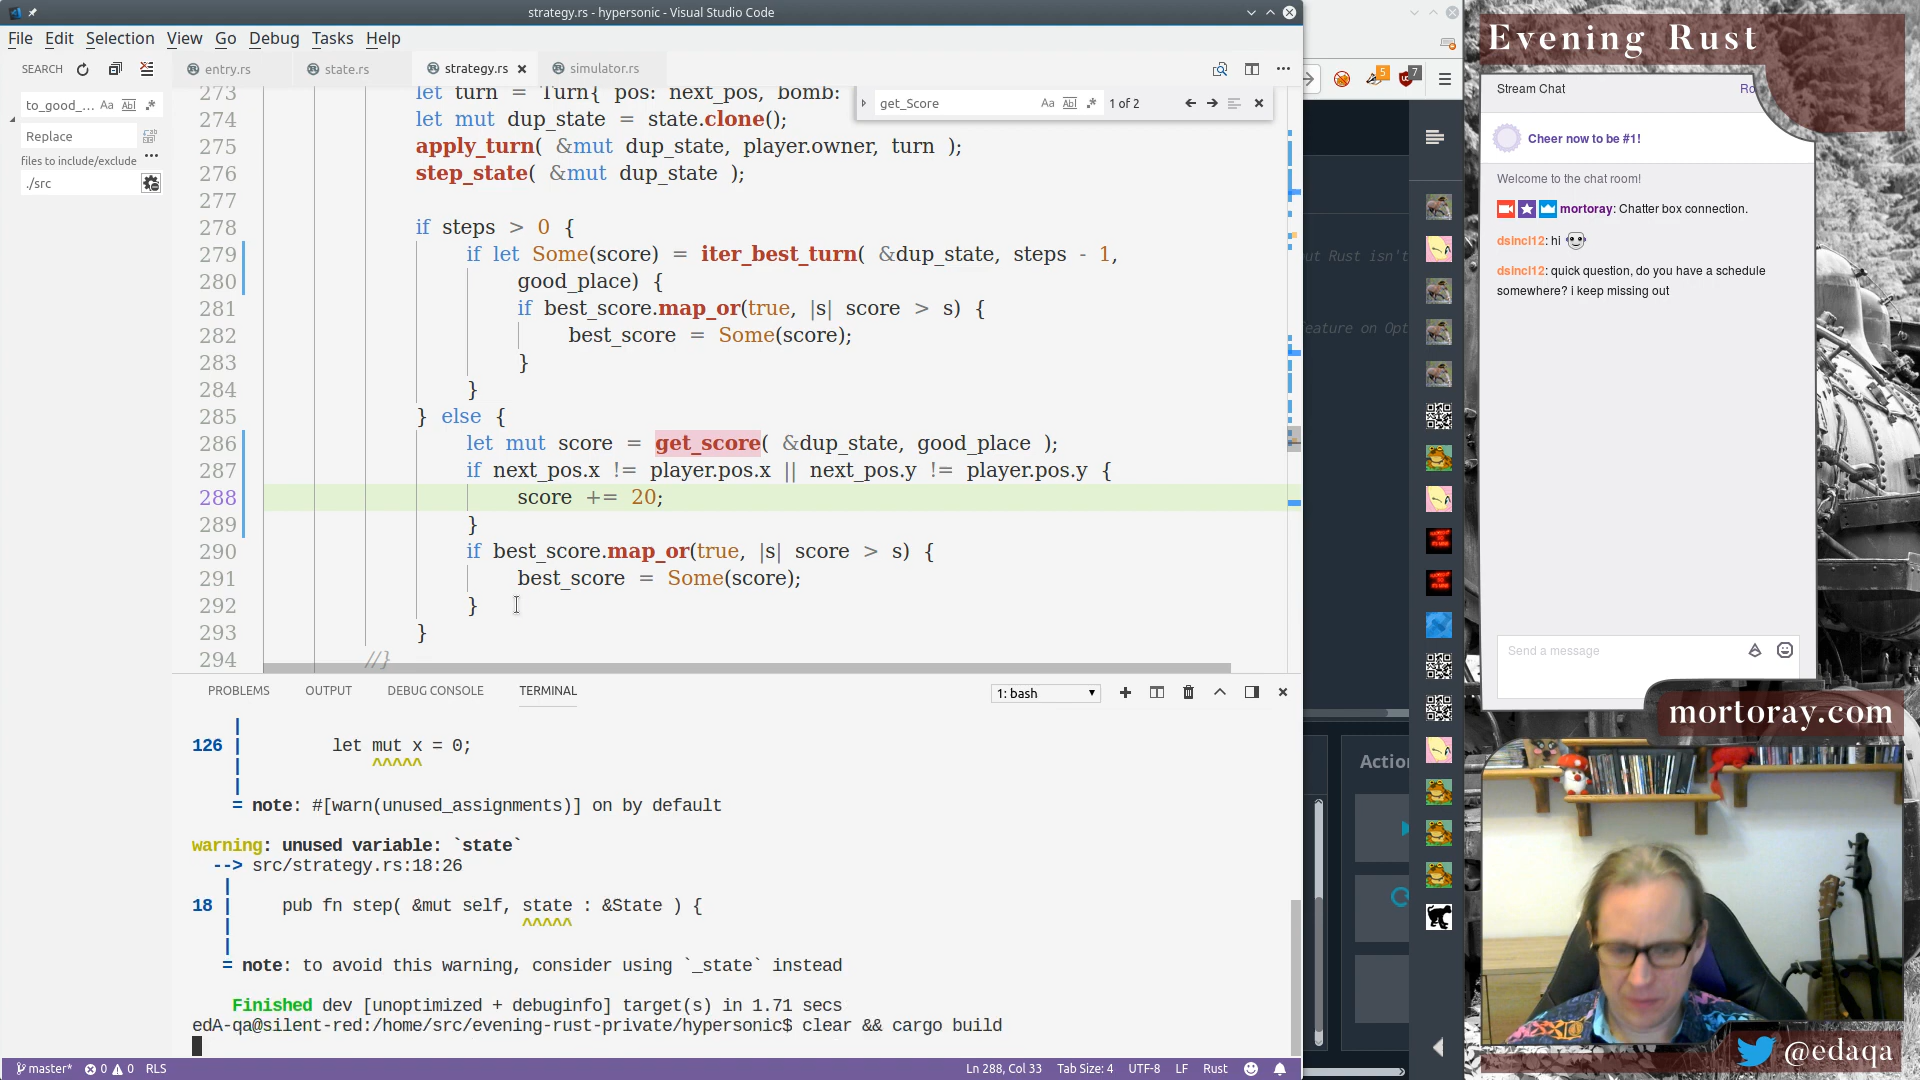 strategy.rs - hypersonic - Visual Studio Code
File Edit Selection View Go Debug Tasks Help
SEARCH
entry.rs
state.rs
strategy.rs
simulator.rs
to_good_...
Replace
files to include/exclude
./src
get_Score
1 of 2
273 let turn = Turn{ pos: next_pos, bomb:
274 let mut dup_state = state.clone();
275 apply_turn( &mut dup_state, player.owner, turn );
276 step_state( &mut dup_state );
277
278 if steps > 0 {
279 if let Some(score) = iter_best_turn( &dup_state, steps - 1,
280 good_place) {
281 if best_score.map_or(true, |s| score > s) {
282 best_score = Some(score);
283 }
284 }
285 } else {
286 let mut score = get_score( &dup_state, good_place );
287 if next_pos.x != player.pos.x || next_pos.y != player.pos.y {
288 score += 20;
289 }
290 if best_score.map_or(true, |s| score > s) {
291 best_score = Some(score);
292 }
293 }
294 //}
PROBLEMS OUTPUT DEBUG CONSOLE TERMINAL
1: bash
|
126 | let mut x = 0;
| ^^^^^
|
= note: #[warn(unused_assignments)] on by default
warning: unused variable: `state`
--> src/strategy.rs:18:26
|
18 | pub fn step( &mut self, state : &State ) {
| ^^^^^
|
= note: to avoid this warning, consider using `_state` instead
Finished dev [unoptimized + debuginfo] target(s) in 1.71 secs
edA-qa@silent-red:/home/src/evening-rust-private/hypersonic$ clear && cargo build
master* 0 0 RLS
Ln 288, Col 33 Tab Size: 4 UTF-8 LF Rust
5
7
ut Rust isn't
eature on Opt
Action
Evening Rust
Stream Chat
Ro
Cheer now to be #1!
Welcome to the chat room!
mortoray: Chatter box connection.
dsincl12: hi
dsincl12: quick question, do you have a schedule
somewhere? i keep missing out
Send a message
mortoray.com
@edaqa